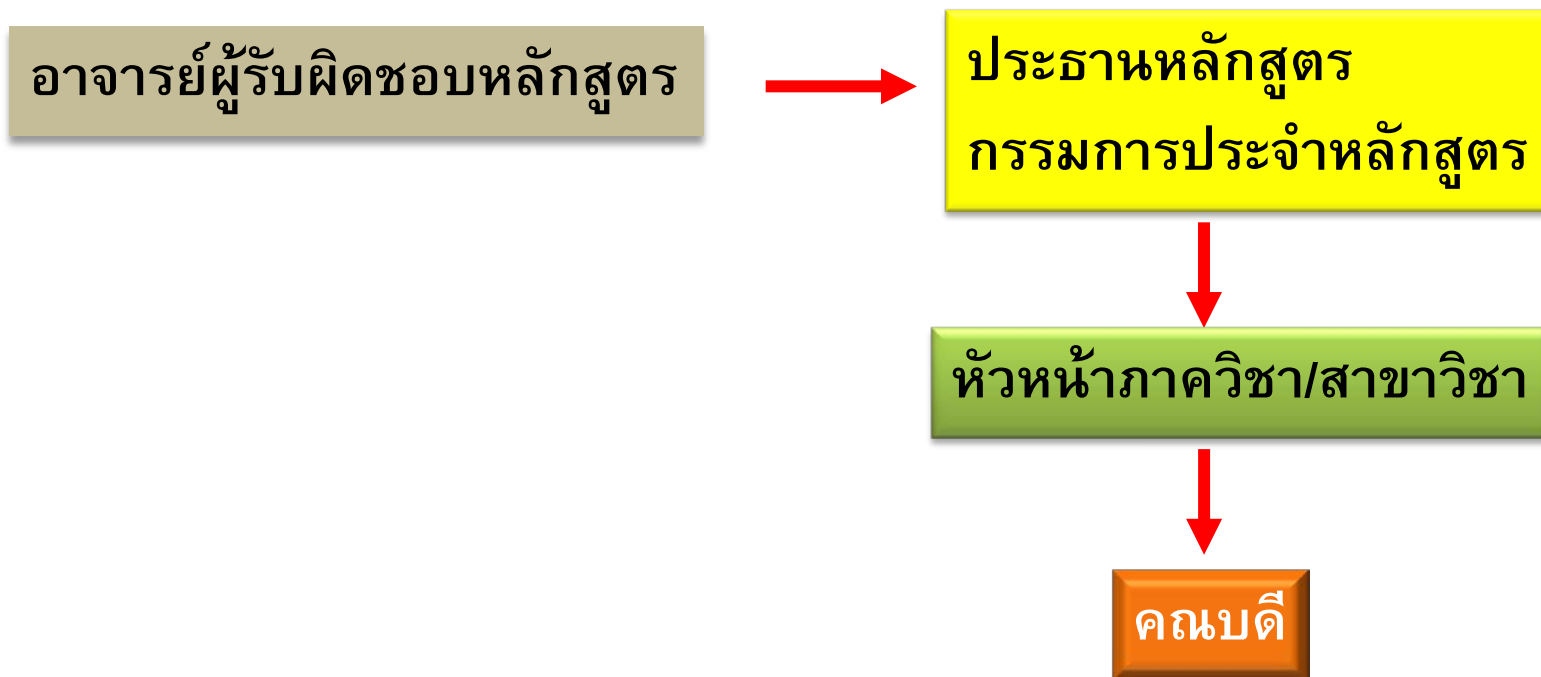 อาจารย์ผู้รับผิดชอบหลักสูตร
ประธานหลักสูตร
กรรมการประจำหลักสูตร
หัวหน้าภาควิชา/สาขาวิชา
คณบดี